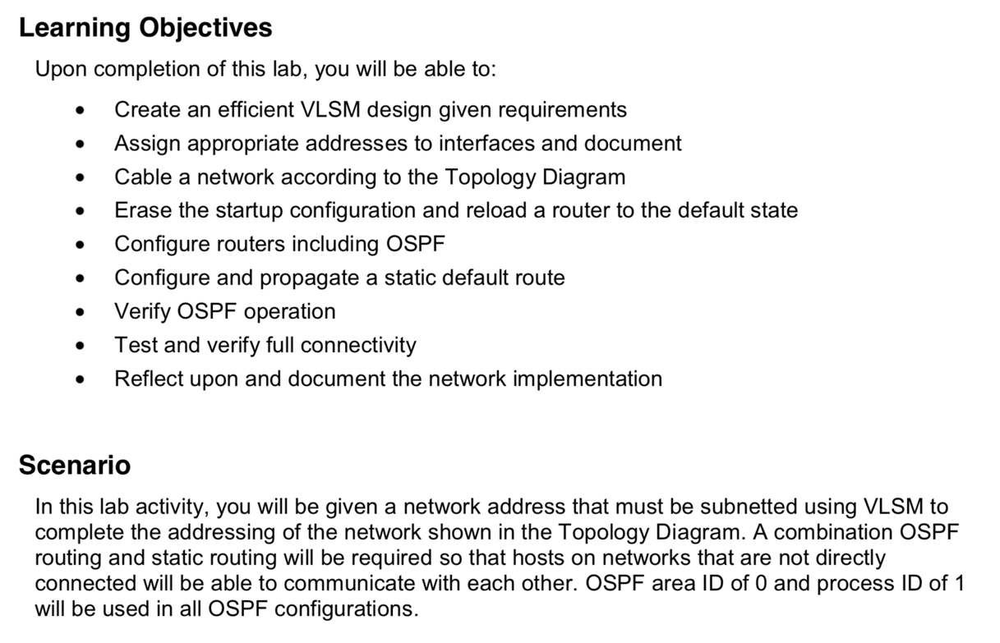 Learning Objectives
Upon completion of this lab, you will be able to:
• Create an efficient VLSM design given requirements
• Assign appropriate addresses to interfaces and document
• Cable a network according to the Topology Diagram
• Erase the startup configuration and reload a router to the default state
• Configure routers including OSPF
• Configure and propagate a static default route
• Verify OSPF operation
• Test and verify full connectivity
• Reflect upon and document the network implementation
Scenario
In this lab activity, you will be given a network address that must be subnetted using VLSM to
complete the addressing of the network shown in the Topology Diagram. A combination OSPF
routing and static routing will be required so that hosts on networks that are not directly
connected will be able to communicate with each other. OSPF area ID of 0 and process ID of 1
will be used in all OSPF configurations.